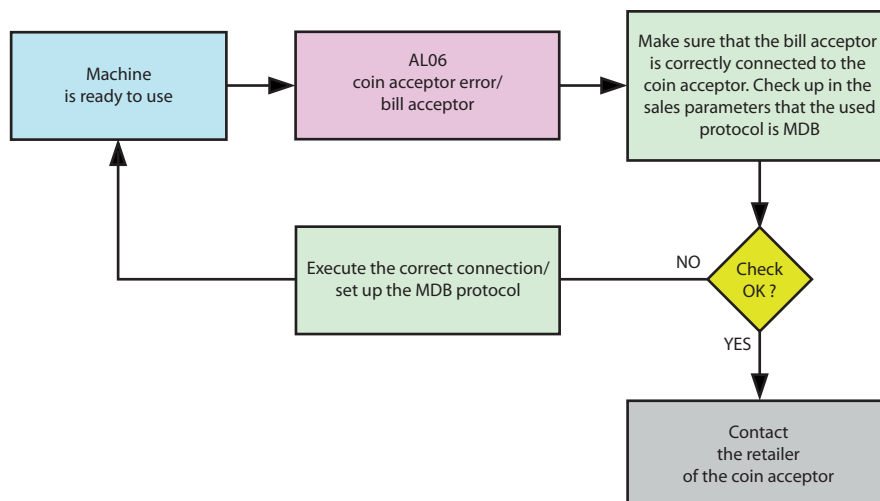 Machine
is ready to use
AL06
coin acceptor error/
bill acceptor
Make sure that the bill acceptor
is correctly connected to the
coin acceptor. Check up in the
sales parameters that the used
protocol is MDB
Execute the correct connection/
set up the MDB protocol
NO
Check
OK ?
YES
Contact
the retailer
of the coin acceptor